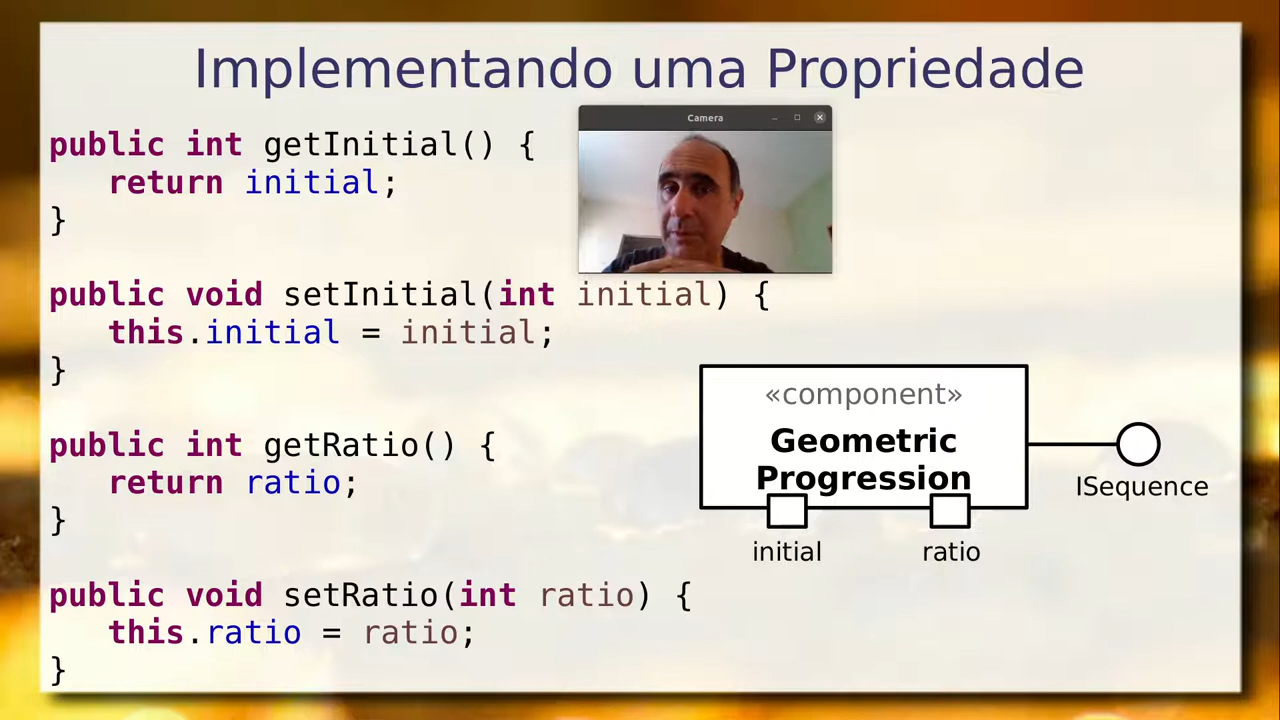 Implementando uma Propriedade
Camera
public int getInitial() {
return initial;
}
public void setInitial(int initial) {
this.initial = initial;
}
public int getRatio() {
return ratio;
}
public void setRatio(int ratio) {
this.ratio = ratio;
}
«component»
Geometric
Progression
initial
ratio
ISequence